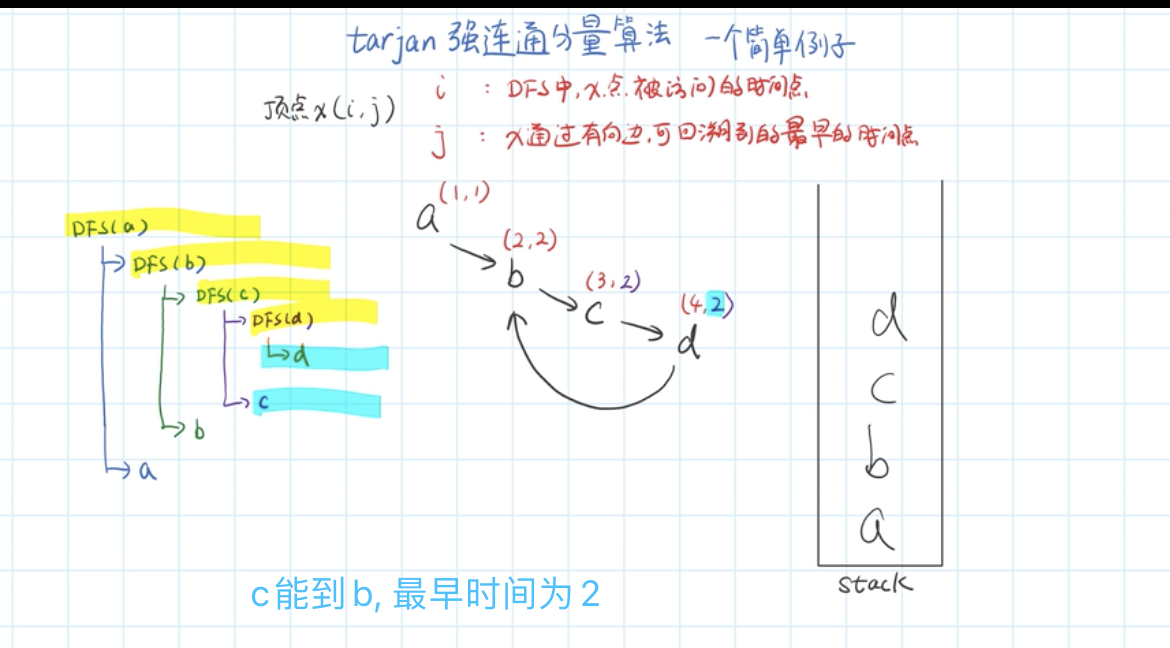 tarjan 强连通分量算法 一个简单例子
顶点x(i,j)
i : DFS中,x点被访问的时间点
j : x通过有向边,可回溯到的最早的时间点
DFS(a)
DFS(b)
DFS(c)
DFS(d)
d
c
b
a
a (1,1)
b (2,2)
c (3,2)
d (4,2)
d
c
b
a
stack
c能到b, 最早时间为2